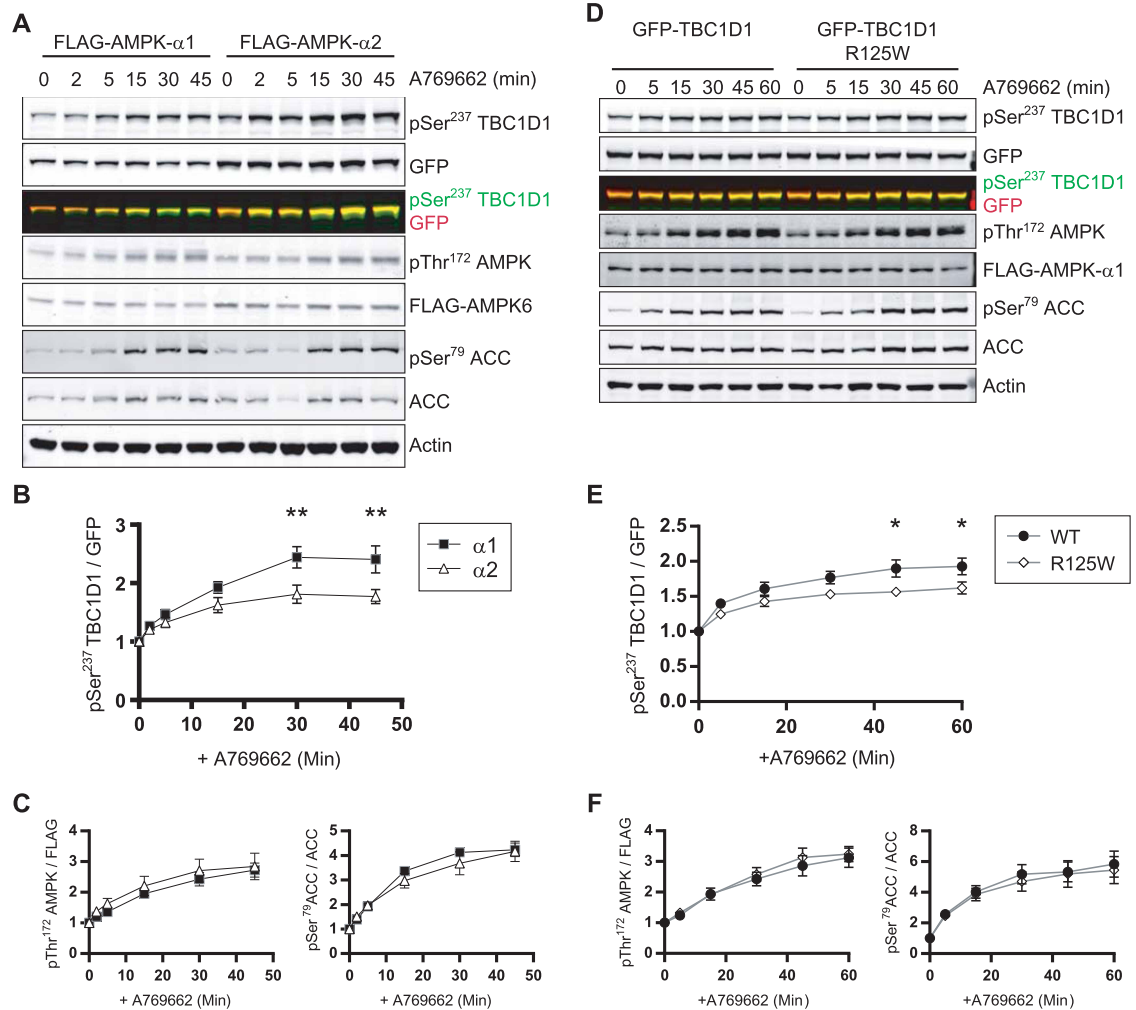 A
FLAG-AMPK-α1 FLAG-AMPK-α2
0 2 5 15 30 45 0 2 5 15 30 45 A769662 (min)
pSer²³⁷ TBC1D1
GFP
pSer²³⁷ TBC1D1
GFP
pThr¹⁷² AMPK
FLAG-AMPK6
pSer⁷⁹ ACC
ACC
Actin
B
** **
3
2
1
0
0 10 20 30 40 50
pSer²³⁷ TBC1D1 / GFP
+ A769662 (Min)
α1
α2
C
4
3
2
1
0
0 10 20 30 40 50
pThr¹⁷² AMPK / FLAG
+ A769662 (Min)
5
4
3
2
1
0
0 10 20 30 40 50
pSer⁷⁹ACC / ACC
+ A769662 (Min)
D
GFP-TBC1D1 GFP-TBC1D1
R125W
0 5 15 30 45 60 0 5 15 30 45 60 A769662 (min)
pSer²³⁷ TBC1D1
GFP
pSer²³⁷ TBC1D1
GFP
pThr¹⁷² AMPK
FLAG-AMPK-α1
pSer⁷⁹ ACC
ACC
Actin
E
* *
2.5
2.0
1.5
1.0
0.5
0.0
0 20 40 60
pSer²³⁷ TBC1D1 / GFP
+A769662 (Min)
WT
R125W
F
4
3
2
1
0
0 20 40 60
pThr¹⁷² AMPK / FLAG
+A769662 (Min)
8
6
4
2
0
0 20 40 60
pSer⁷⁹ACC / ACC
+A769662 (Min)